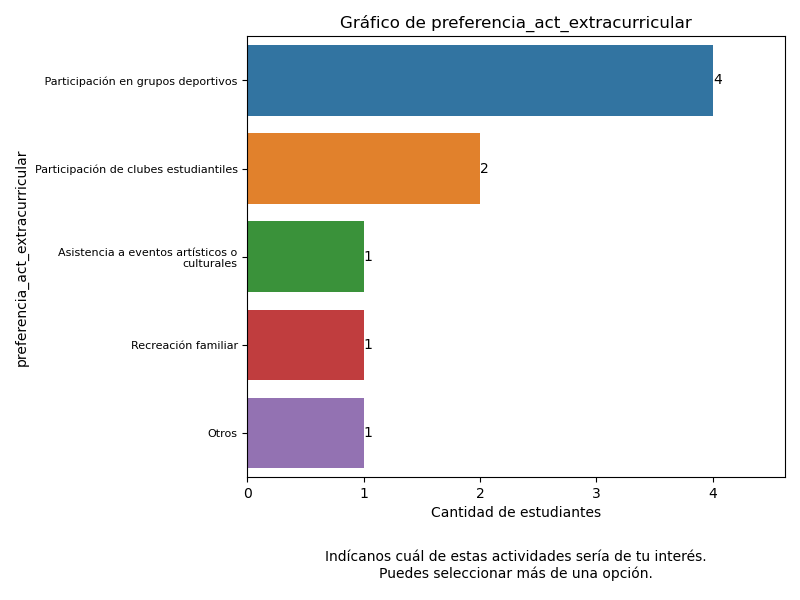 Gráfico de preferencia_act_extracurricular
preferencia_act_extracurricular
Participación en grupos deportivos
4
Participación de clubes estudiantiles
2
Asistencia a eventos artísticos o
culturales
1
Recreación familiar
1
Otros
1
0 1 2 3 4
Cantidad de estudiantes
Indícanos cuál de estas actividades sería de tu interés.
Puedes seleccionar más de una opción.